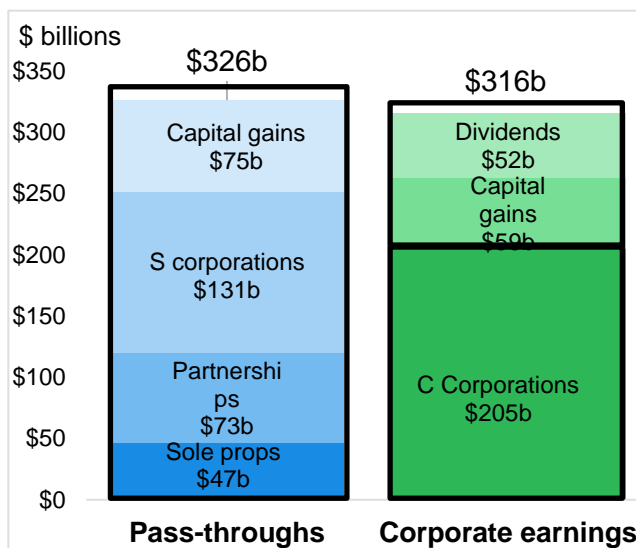 $ billions
$350
$300
$250
$200
$150
$100
$50
$0
$326b
Capital gains
$75b
S corporations
$131b
Partnershi
ps
$73b
Sole props
$47b
$316b
Dividends
$52b
Capital
gains
$59b
C Corporations
$205b
Pass-throughs
Corporate earnings